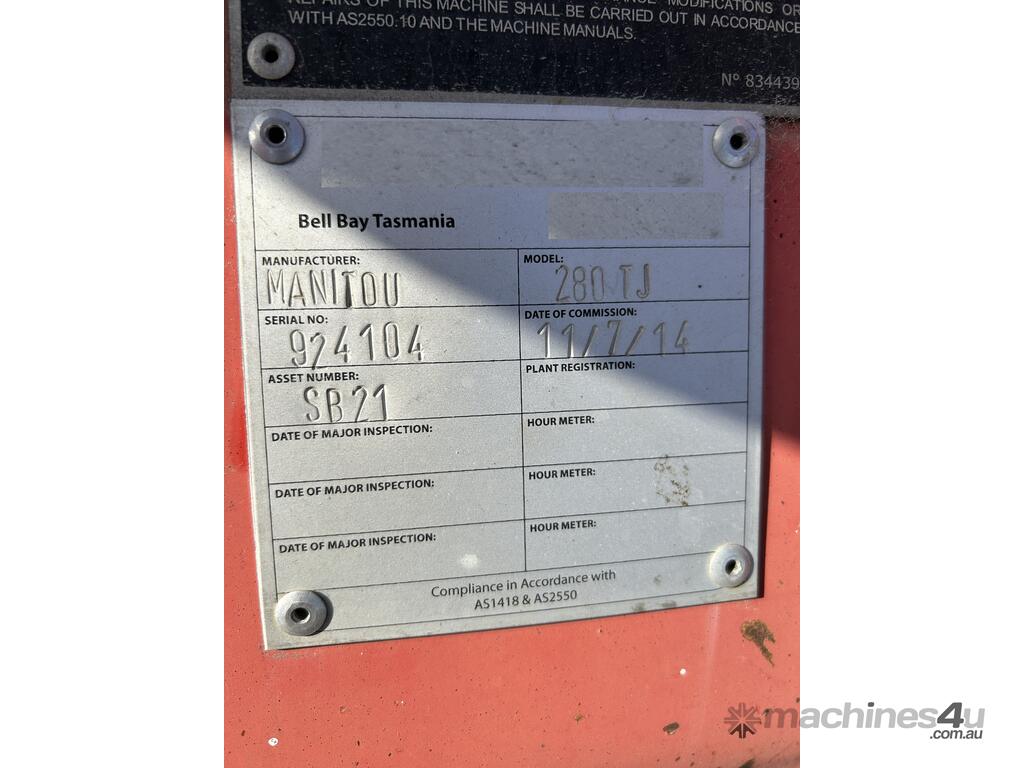 REPAIRS OF THIS MACHINE SHALL BE CARRIED OUT IN ACCORDANCE
WITH AS2550.10 AND THE MACHINE MANUALS.
N° 834439
Bell Bay Tasmania
MANUFACTURER: MODEL:
MANITOU 280 TJ
SERIAL NO: DATE OF COMMISSION:
924104 11/7/14
ASSET NUMBER: PLANT REGISTRATION:
SB21
DATE OF MAJOR INSPECTION: HOUR METER:
DATE OF MAJOR INSPECTION: HOUR METER:
DATE OF MAJOR INSPECTION: HOUR METER:
Compliance in Accordance with
AS1418 & AS2550
machines4u
.com.au